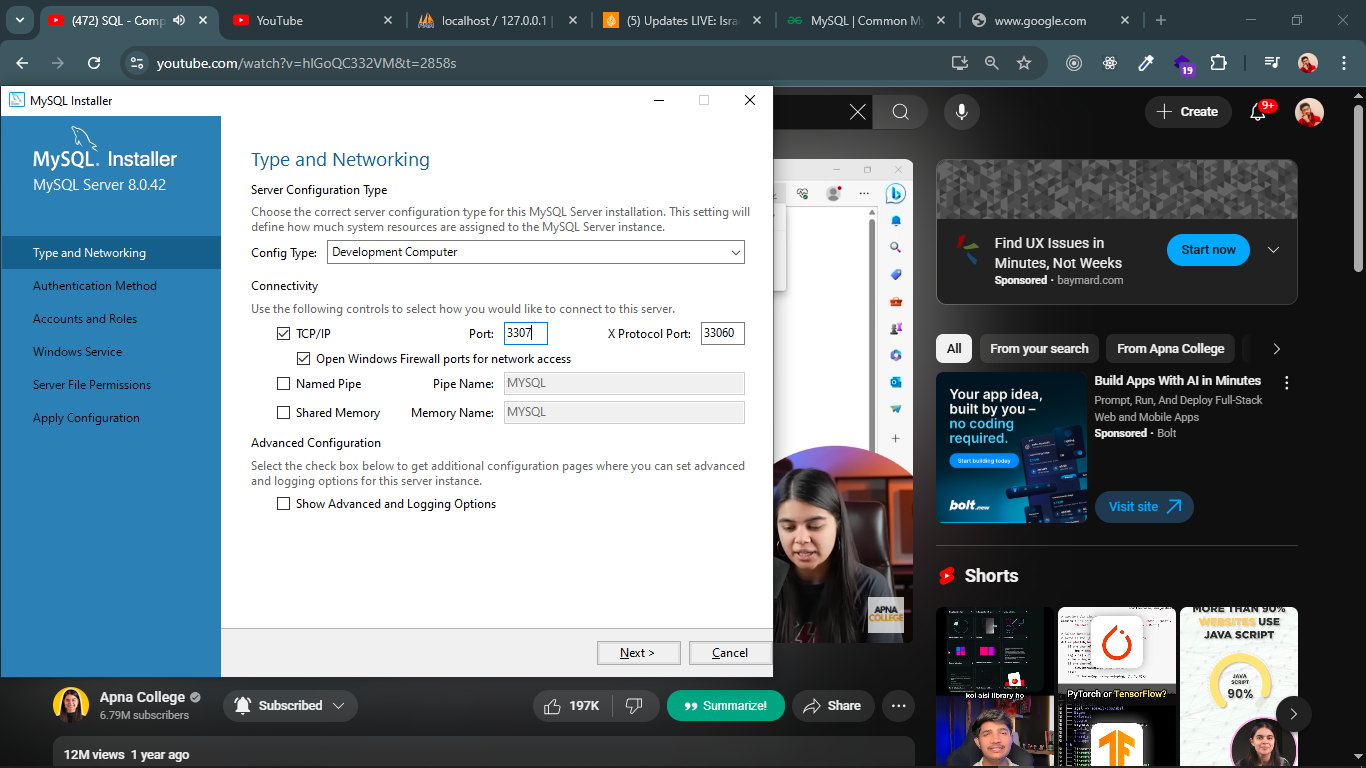 (472) SQL - Comp
YouTube
localhost / 127.0.0.1 |
(5) Updates LIVE: Isra
MySQL | Common My
www.google.com
youtube.com/watch?v=hlGoQC332VM&t=2858s
19
MySQL Installer
MySQL. Installer
MySQL Server 8.0.42
Type and Networking
Authentication Method
Accounts and Roles
Windows Service
Server File Permissions
Apply Configuration
Type and Networking
Server Configuration Type
Choose the correct server configuration type for this MySQL Server installation. This setting will
define how much system resources are assigned to the MySQL Server instance.
Config Type: Development Computer
Connectivity
Use the following controls to select how you would like to connect to this server.
TCP/IP Port: 3307 X Protocol Port: 33060
Open Windows Firewall ports for network access
Named Pipe Pipe Name: MYSQL
Shared Memory Memory Name: MYSQL
Advanced Configuration
Select the check box below to get additional configuration pages where you can set advanced
and logging options for this server instance.
Show Advanced and Logging Options
Next > Cancel
Create
9+
APNA
COLLEGE
Find UX Issues in
Minutes, Not Weeks
Sponsored · baymard.com
Start now
All From your search From Apna College
Your app idea,
built by you –
no coding
required.
Start building today
bolt.new
Build Apps With AI in Minutes
Prompt, Run, And Deploy Full-Stack
Web and Mobile Apps
Sponsored · Bolt
Visit site
Shorts
koi aisi library ho
PyTorch or TensorFlow?
MORE THAN 90%
WEBSITES USE
JAVA SCRIPT
JAVA
SCRIPT
90%
Apna College
6.79M subscribers
Subscribed
197K
Summarize!
Share
12M views 1 year ago